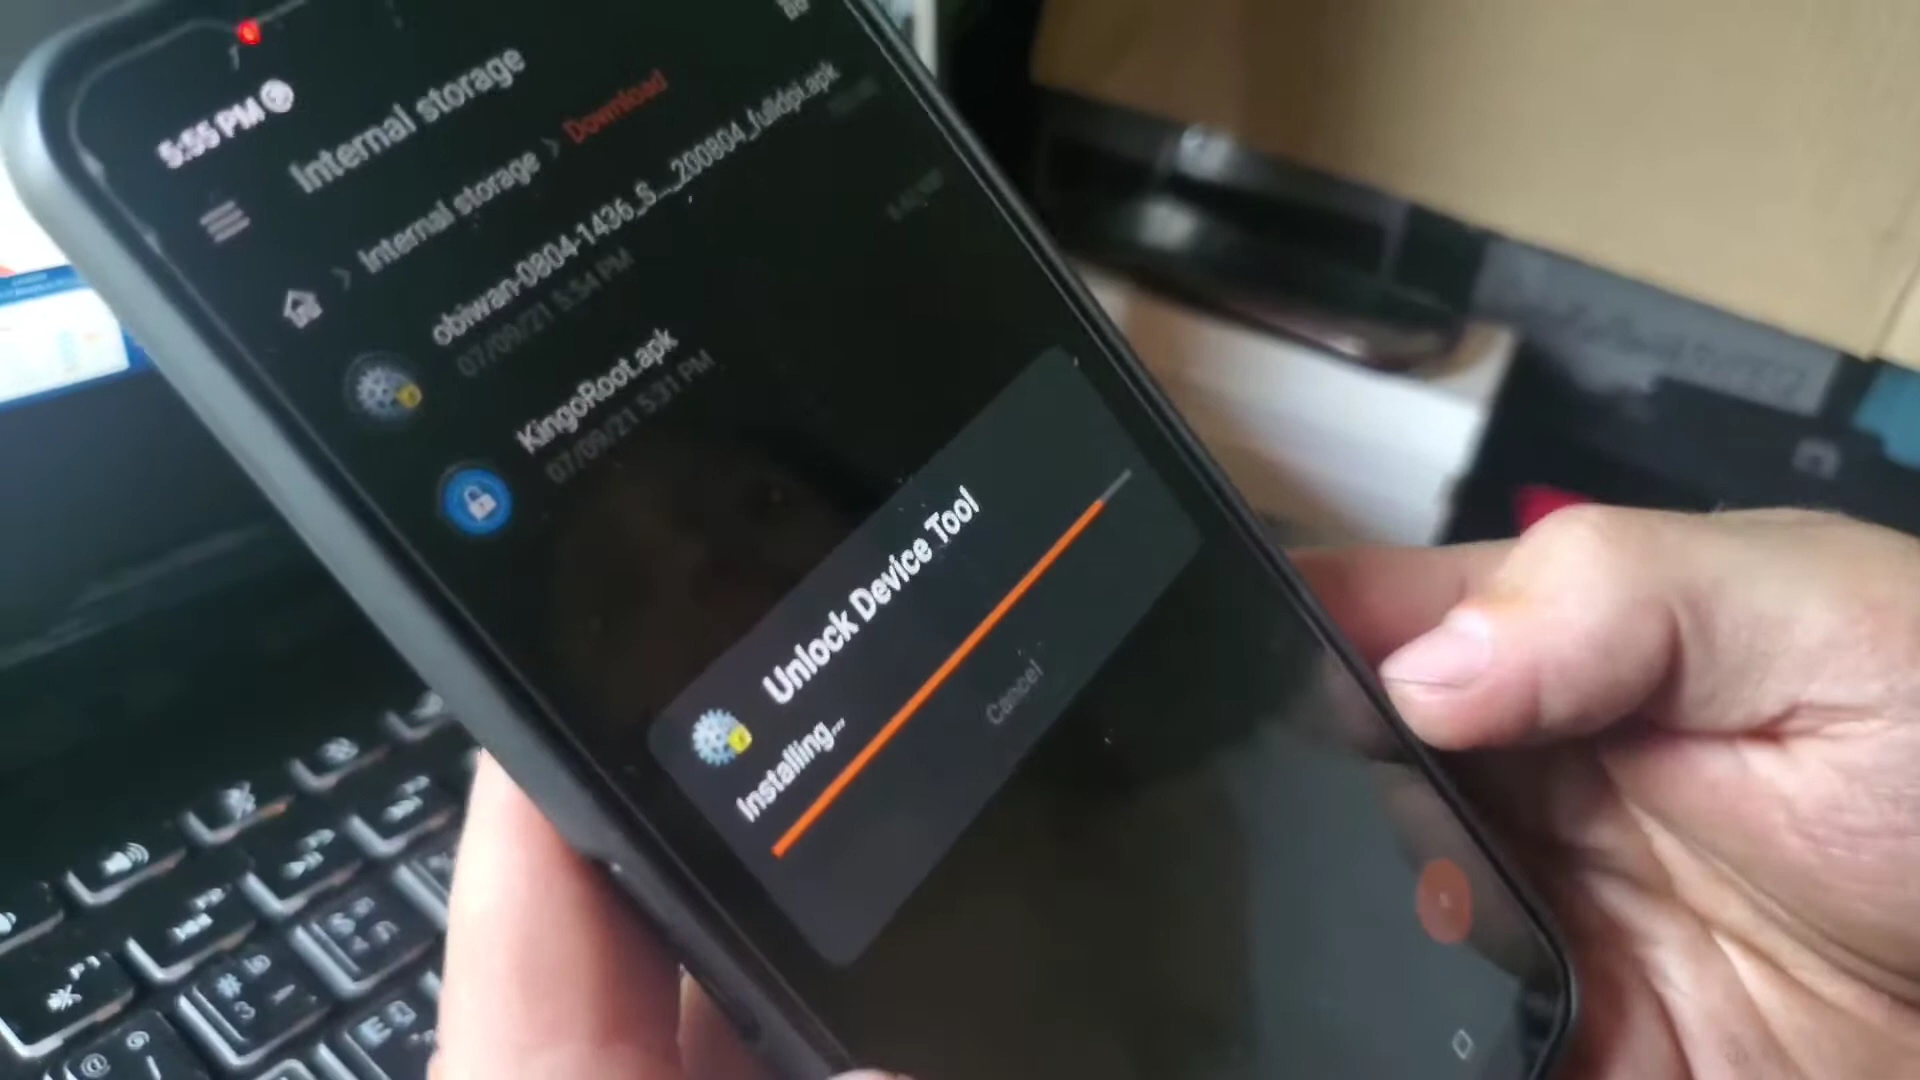 5:55 PM
Internal storage
Internal storage > Download
obiwan-0804-1436_S..._200804_fulldpi.apk
07/09/21 5:54 PM
KingoRoot.apk
07/09/21 5:31 PM
Unlock Device Tool
Installing...
Cancel